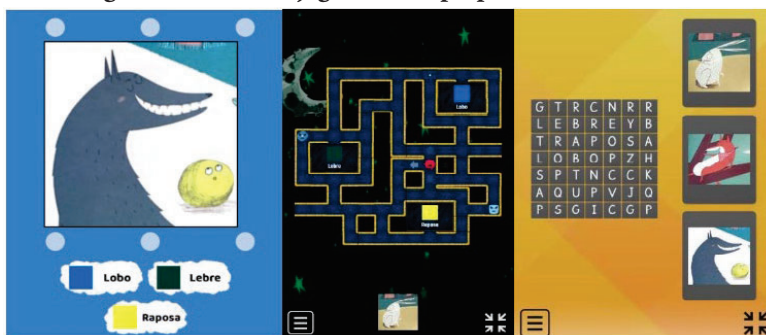 Lobo Lebre
Raposa
Lobo
Lebre
Raposa
G T R C N R R
L E B R E Y B
T R A P O S A
L O B O P Z H
S P T N C C K
A Q U P V J Q
P S G I C G P